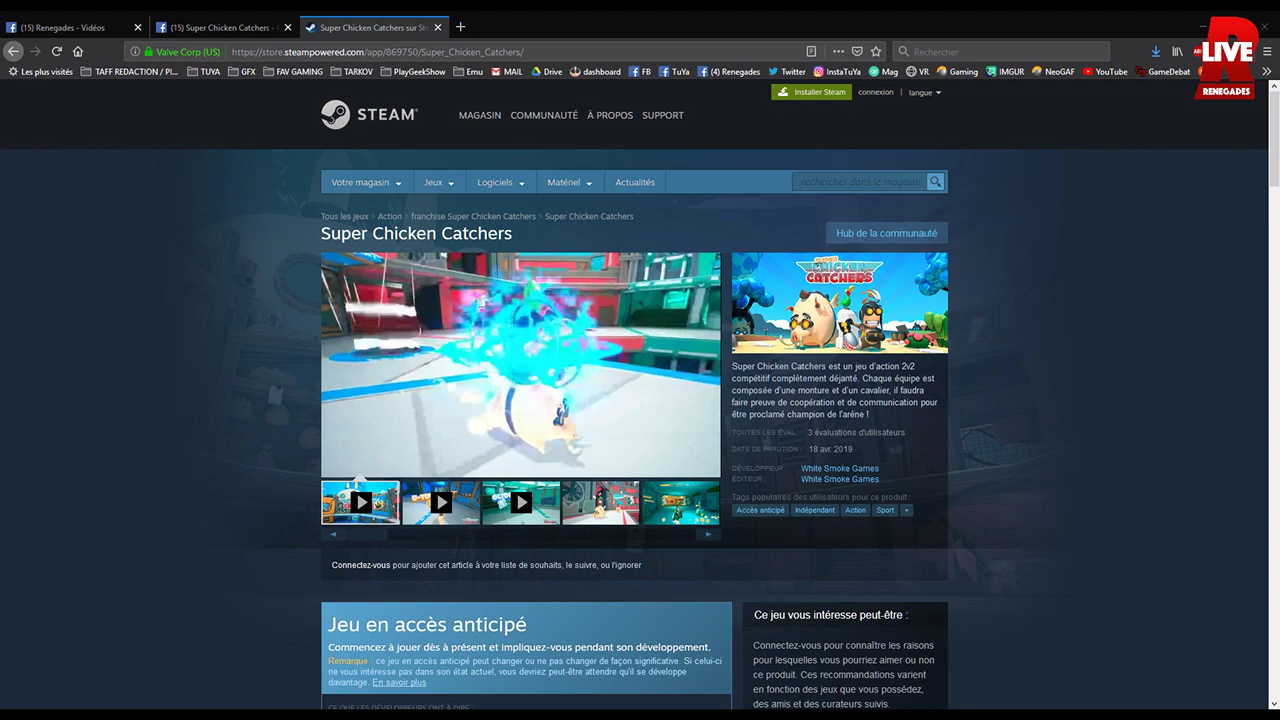 (15) Renegades - Vidéos
(15) Super Chicken Catchers - F
Super Chicken Catchers sur Ste
Valve Corp (US)
https://store.steampowered.com/app/869750/Super_Chicken_Catchers/
Rechercher
LIVE
RENEGADES
Les plus visités
TAFF REDACTION / PI...
TUYA
GFX
FAV GAMING
TARKOV
PlayGeekShow
Emu
MAIL
Drive
dashboard
FB
TuYa
(4) Renegades
Twitter
InstaTuYa
Mag
VR
Gaming
IMGUR
NeoGAF
YouTube
GameDebat
Installer Steam
connexion
langue
STEAM
MAGASIN
COMMUNAUTÉ
À PROPOS
SUPPORT
Votre magasin
Jeux
Logiciels
Matériel
Actualités
rechercher dans le magasin
Tous les jeux > Action > franchise Super Chicken Catchers > Super Chicken Catchers
Super Chicken Catchers
Hub de la communauté
SUPER
CHICKEN
CATCHERS
Super Chicken Catchers est un jeu d'action 2v2
compétitif complètement déjanté. Chaque équipe est
composée d'une monture et d'un cavalier, il faudra
faire preuve de coopération et de communication pour
être proclamé champion de l'arène !
TOUTES LES ÉVAL. : 3 évaluations d'utilisateurs
DATE DE PARUTION : 18 avr. 2019
DÉVELOPPEUR : White Smoke Games
ÉDITEUR : White Smoke Games
Tags populaires des utilisateurs pour ce produit :
Accès anticipé
Indépendant
Action
Sport
+
Connectez-vous pour ajouter cet article à votre liste de souhaits, le suivre, ou l'ignorer
Jeu en accès anticipé
Commencez à jouer dès à présent et impliquez-vous pendant son développement.
Remarque : ce jeu en accès anticipé peut changer ou ne pas changer de façon significative. Si celui-ci
ne vous intéresse pas dans son état actuel, vous devriez peut-être attendre qu'il se développe
davantage. En savoir plus
CE QUE LES DÉVELOPPEURS ONT À DIRE :
Ce jeu vous intéresse peut-être :
Connectez-vous pour connaître les raisons
pour lesquelles vous pourriez aimer ou non
ce produit. Ces recommandations varient
en fonction des jeux que vous possédez,
des amis et des curateurs suivis.